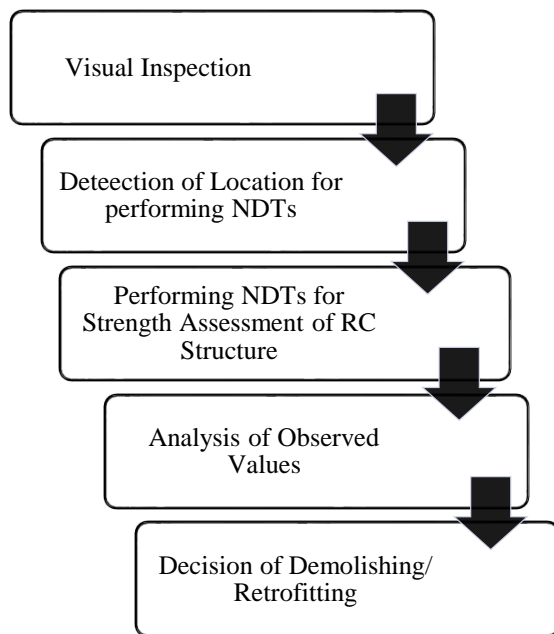 Visual Inspection
Deteection of Location for
performing NDTs
Performing NDTs for
Strength Assessment of RC
Structure
Analysis of Observed
Values
Decision of Demolishing/
Retrofitting